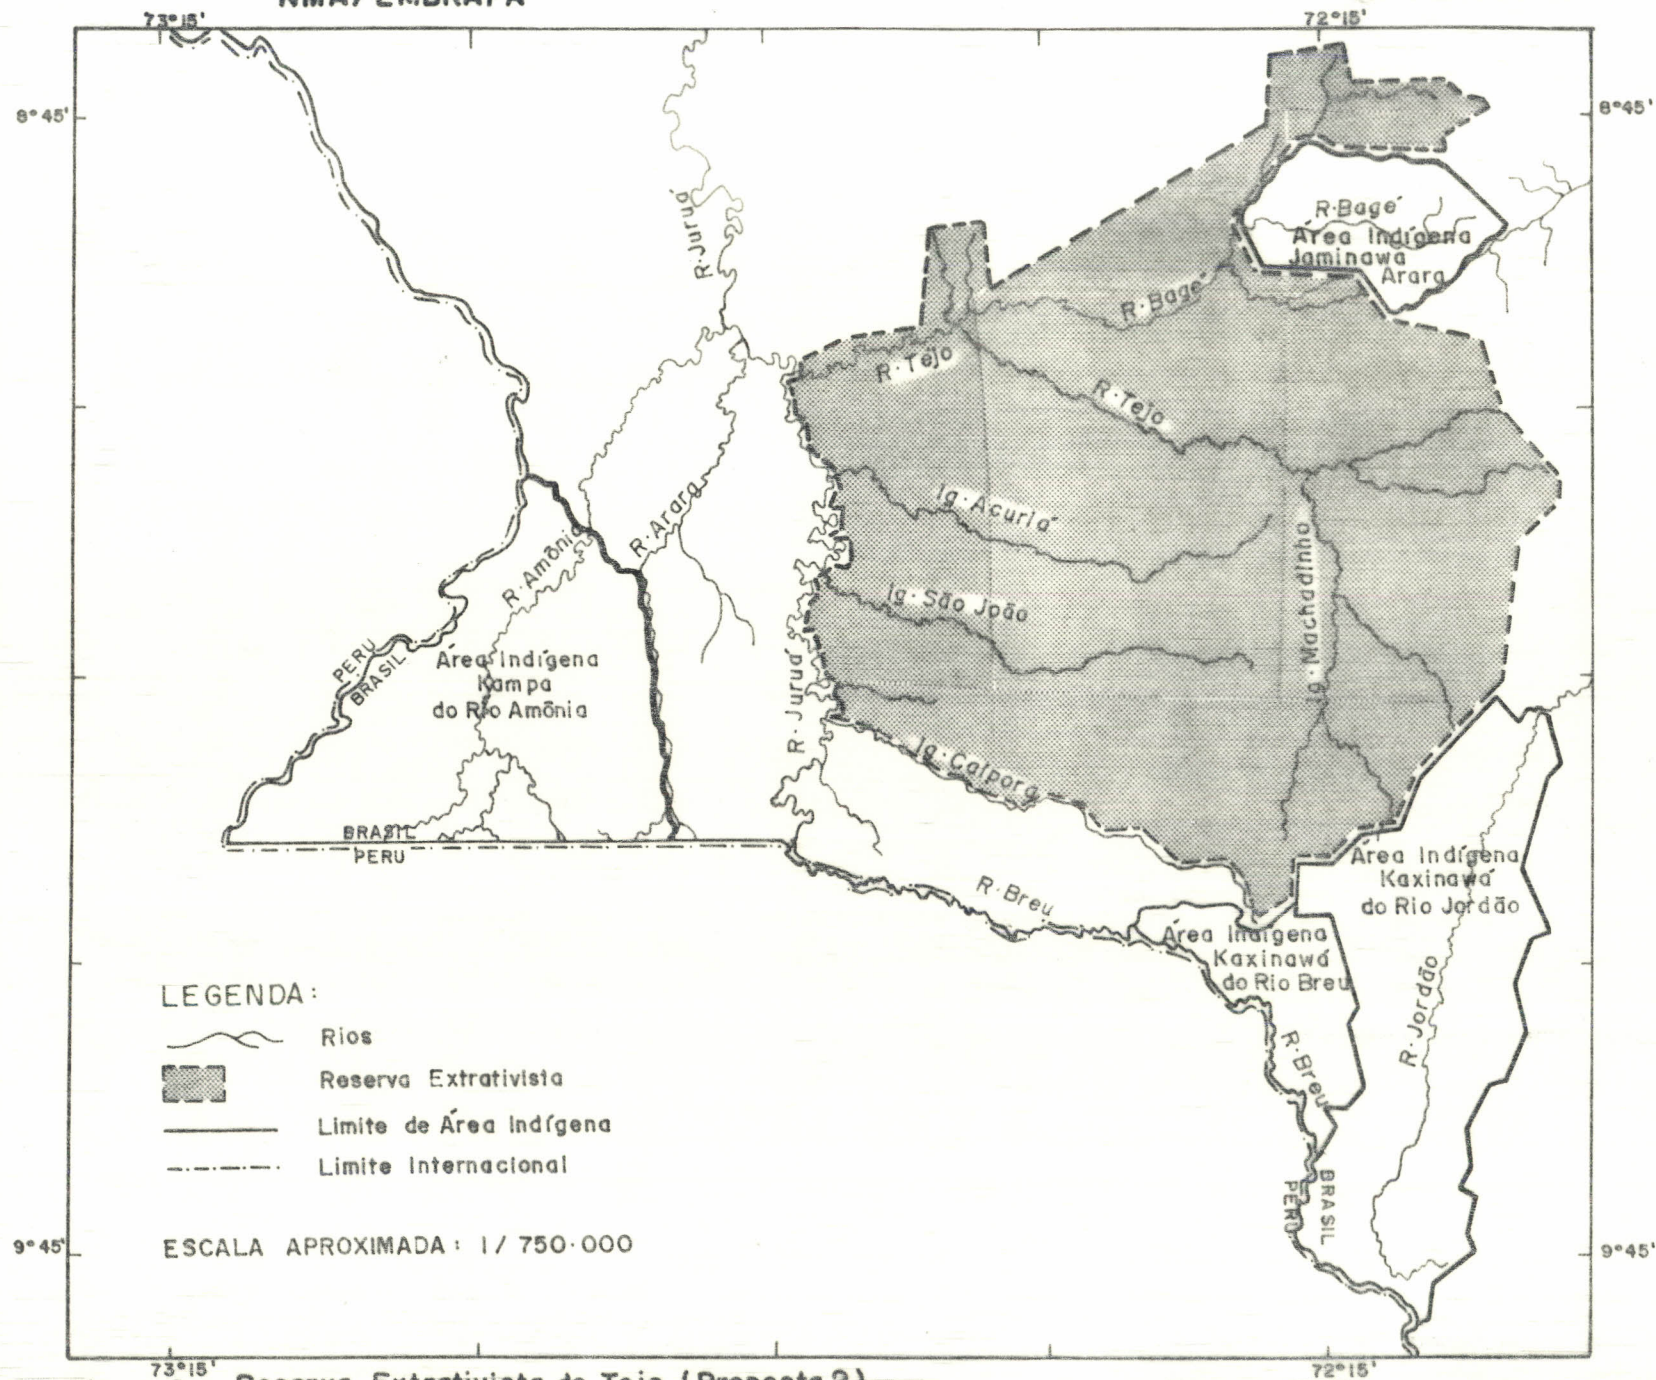 NMA/ EMBRAPA
73°15'
72°15'
8°45'
8°45'
R. Juruá
R. Bagé
Área Indígena
Jaminawá
Arara
R. Bagé
R. Tejo
R. Tejo
Ig. Acuriá
R. Arara
R. Amônia
Ig. São João
Ig. Machadinho
PERU
BRASIL
Área Indígena
Kampa
do Rio Amônia
R. Juruá
Ig. Caipora
BRASIL
PERU
Área Indígena
Kaxinawá
do Rio Jordão
R. Breu
Área Indígena
Kaxinawá
do Rio Breu
R. Jordão
R. Breu
BRASIL
PERU
LEGENDA:
Rios
Reserva Extrativista
Limite de Área Indígena
Limite Internacional
ESCALA APROXIMADA: 1/ 750.000
9°45'
9°45'
73°15'
72°15'
Reserva Extrativista do Tejo (Proposta 2)